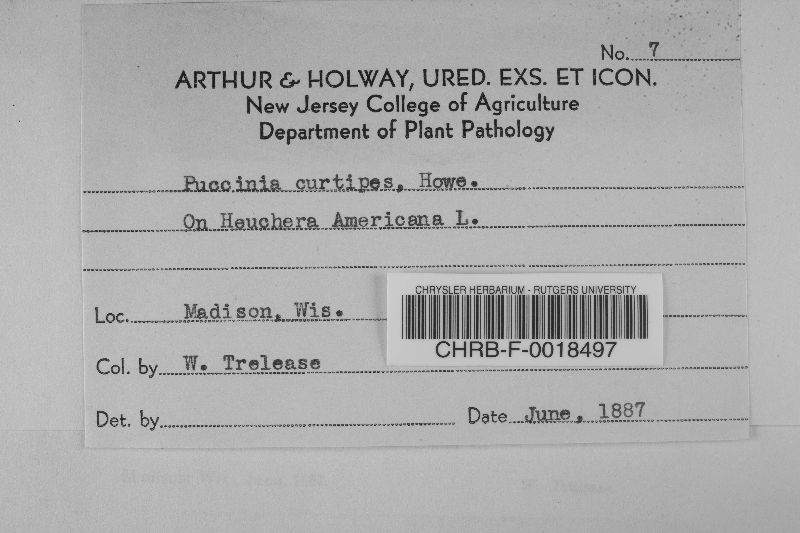 No. 7
ARTHUR & HOLWAY, URED. EXS. ET ICON.
New Jersey College of Agriculture
Department of Plant Pathology
Puccinia curtipes, Howe.
On Heuchera Americana L.
Loc. Madison, Wis.
CHRYSLER HERBARIUM - RUTGERS UNIVERSITY
CHRB-F-0018497
Col. by W. Trelease
Det. by
Date June, 1887